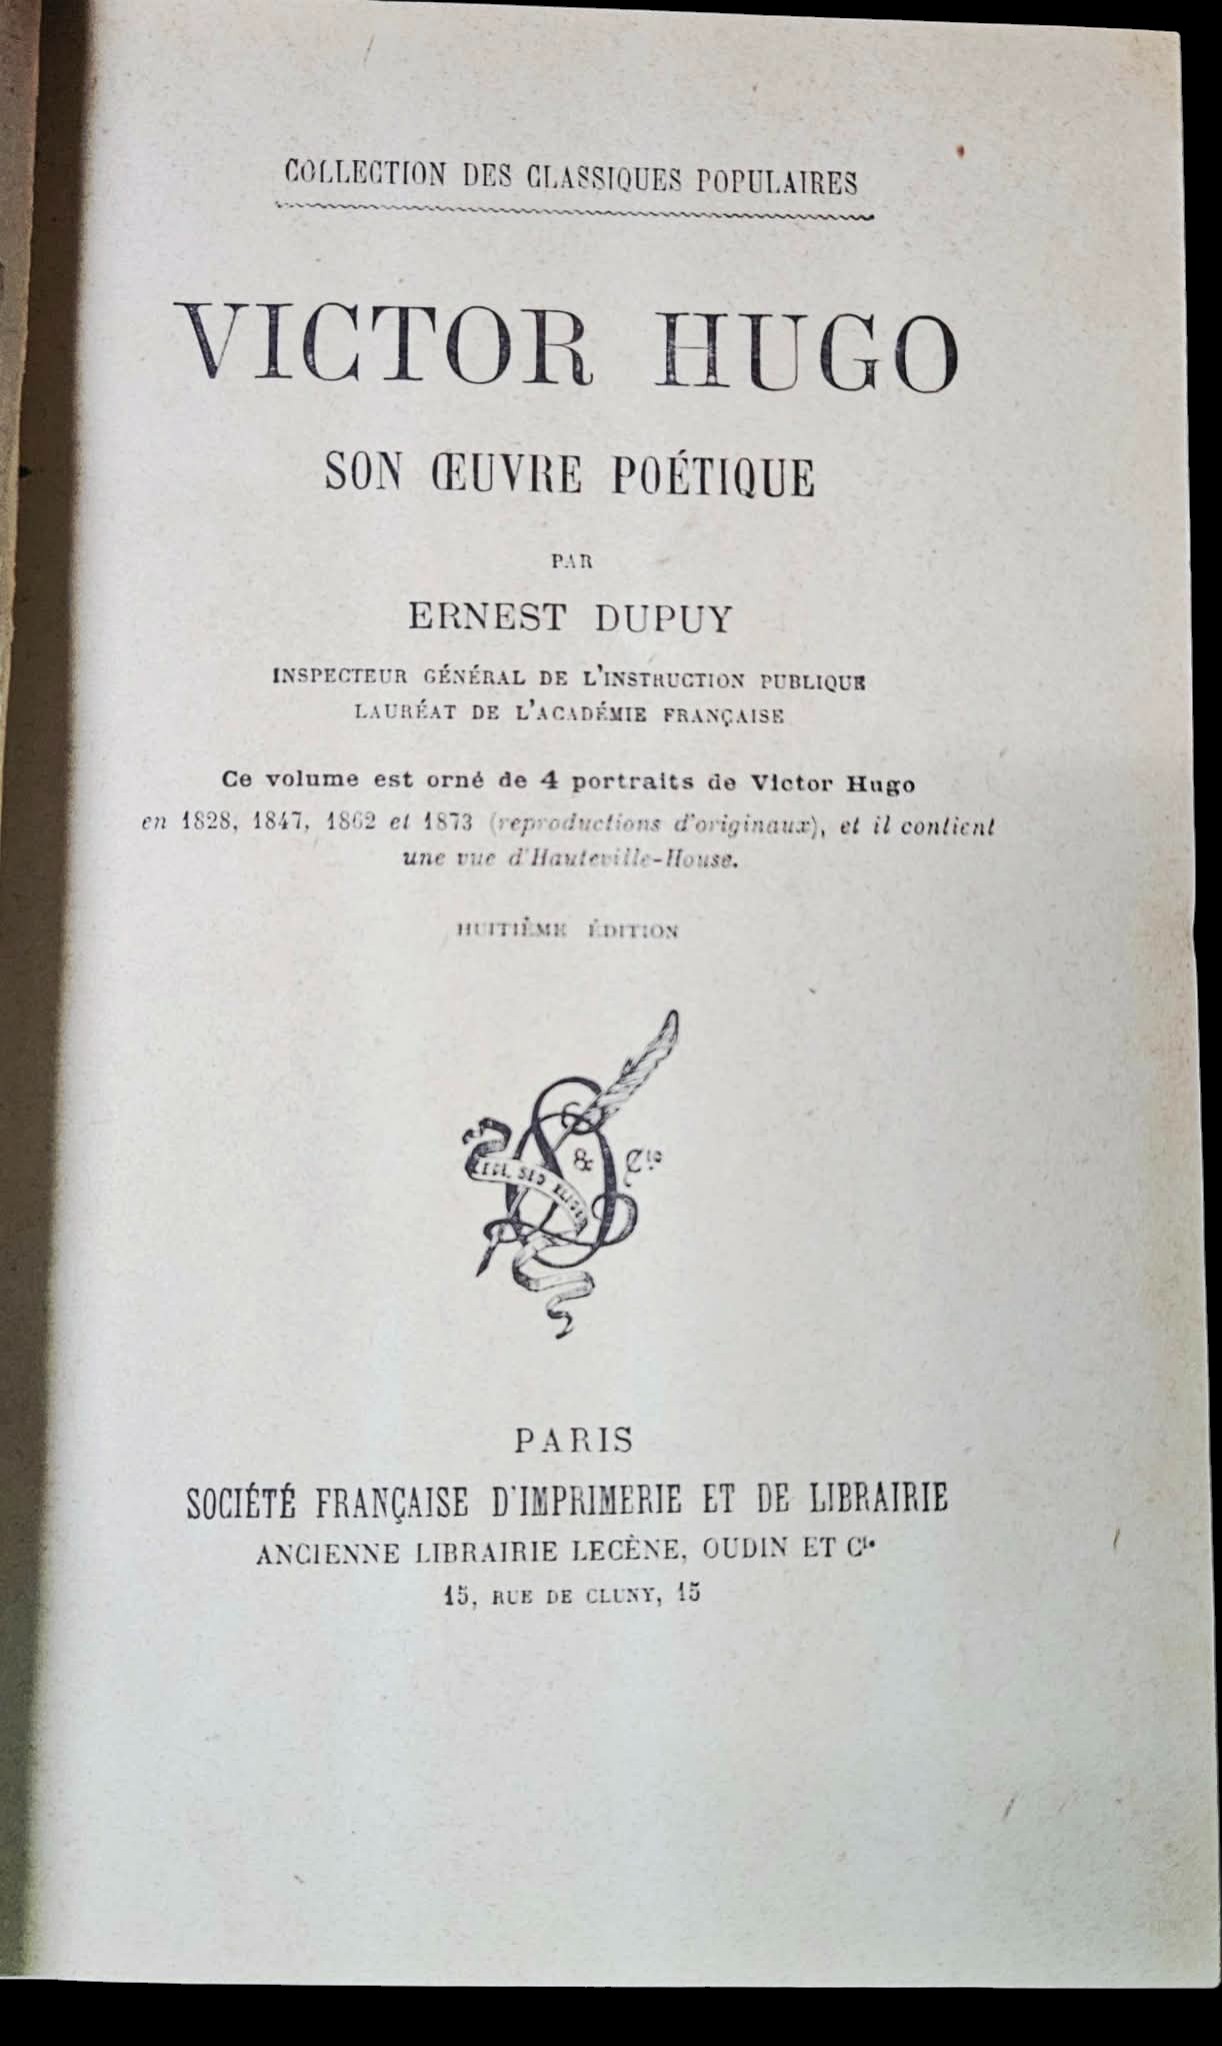 COLLECTION DES CLASSIQUES POPULAIRES
VICTOR HUGO
SON ŒUVRE POÉTIQUE
PAR
ERNEST DUPUY
INSPECTEUR GÉNÉRAL DE L'INSTRUCTION PUBLIQUE
LAURÉAT DE L'ACADÉMIE FRANÇAISE
Ce volume est orné de 4 portraits de Victor Hugo
en 1828, 1847, 1862 et 1873 (reproductions d'originaux), et il contient
une vue d'Hauteville-House.
HUITIÈME ÉDITION
& Cie
SED
PARIS
SOCIÉTÉ FRANÇAISE D'IMPRIMERIE ET DE LIBRAIRIE
ANCIENNE LIBRAIRIE LECÈNE, OUDIN ET Cie
15, RUE DE CLUNY, 15